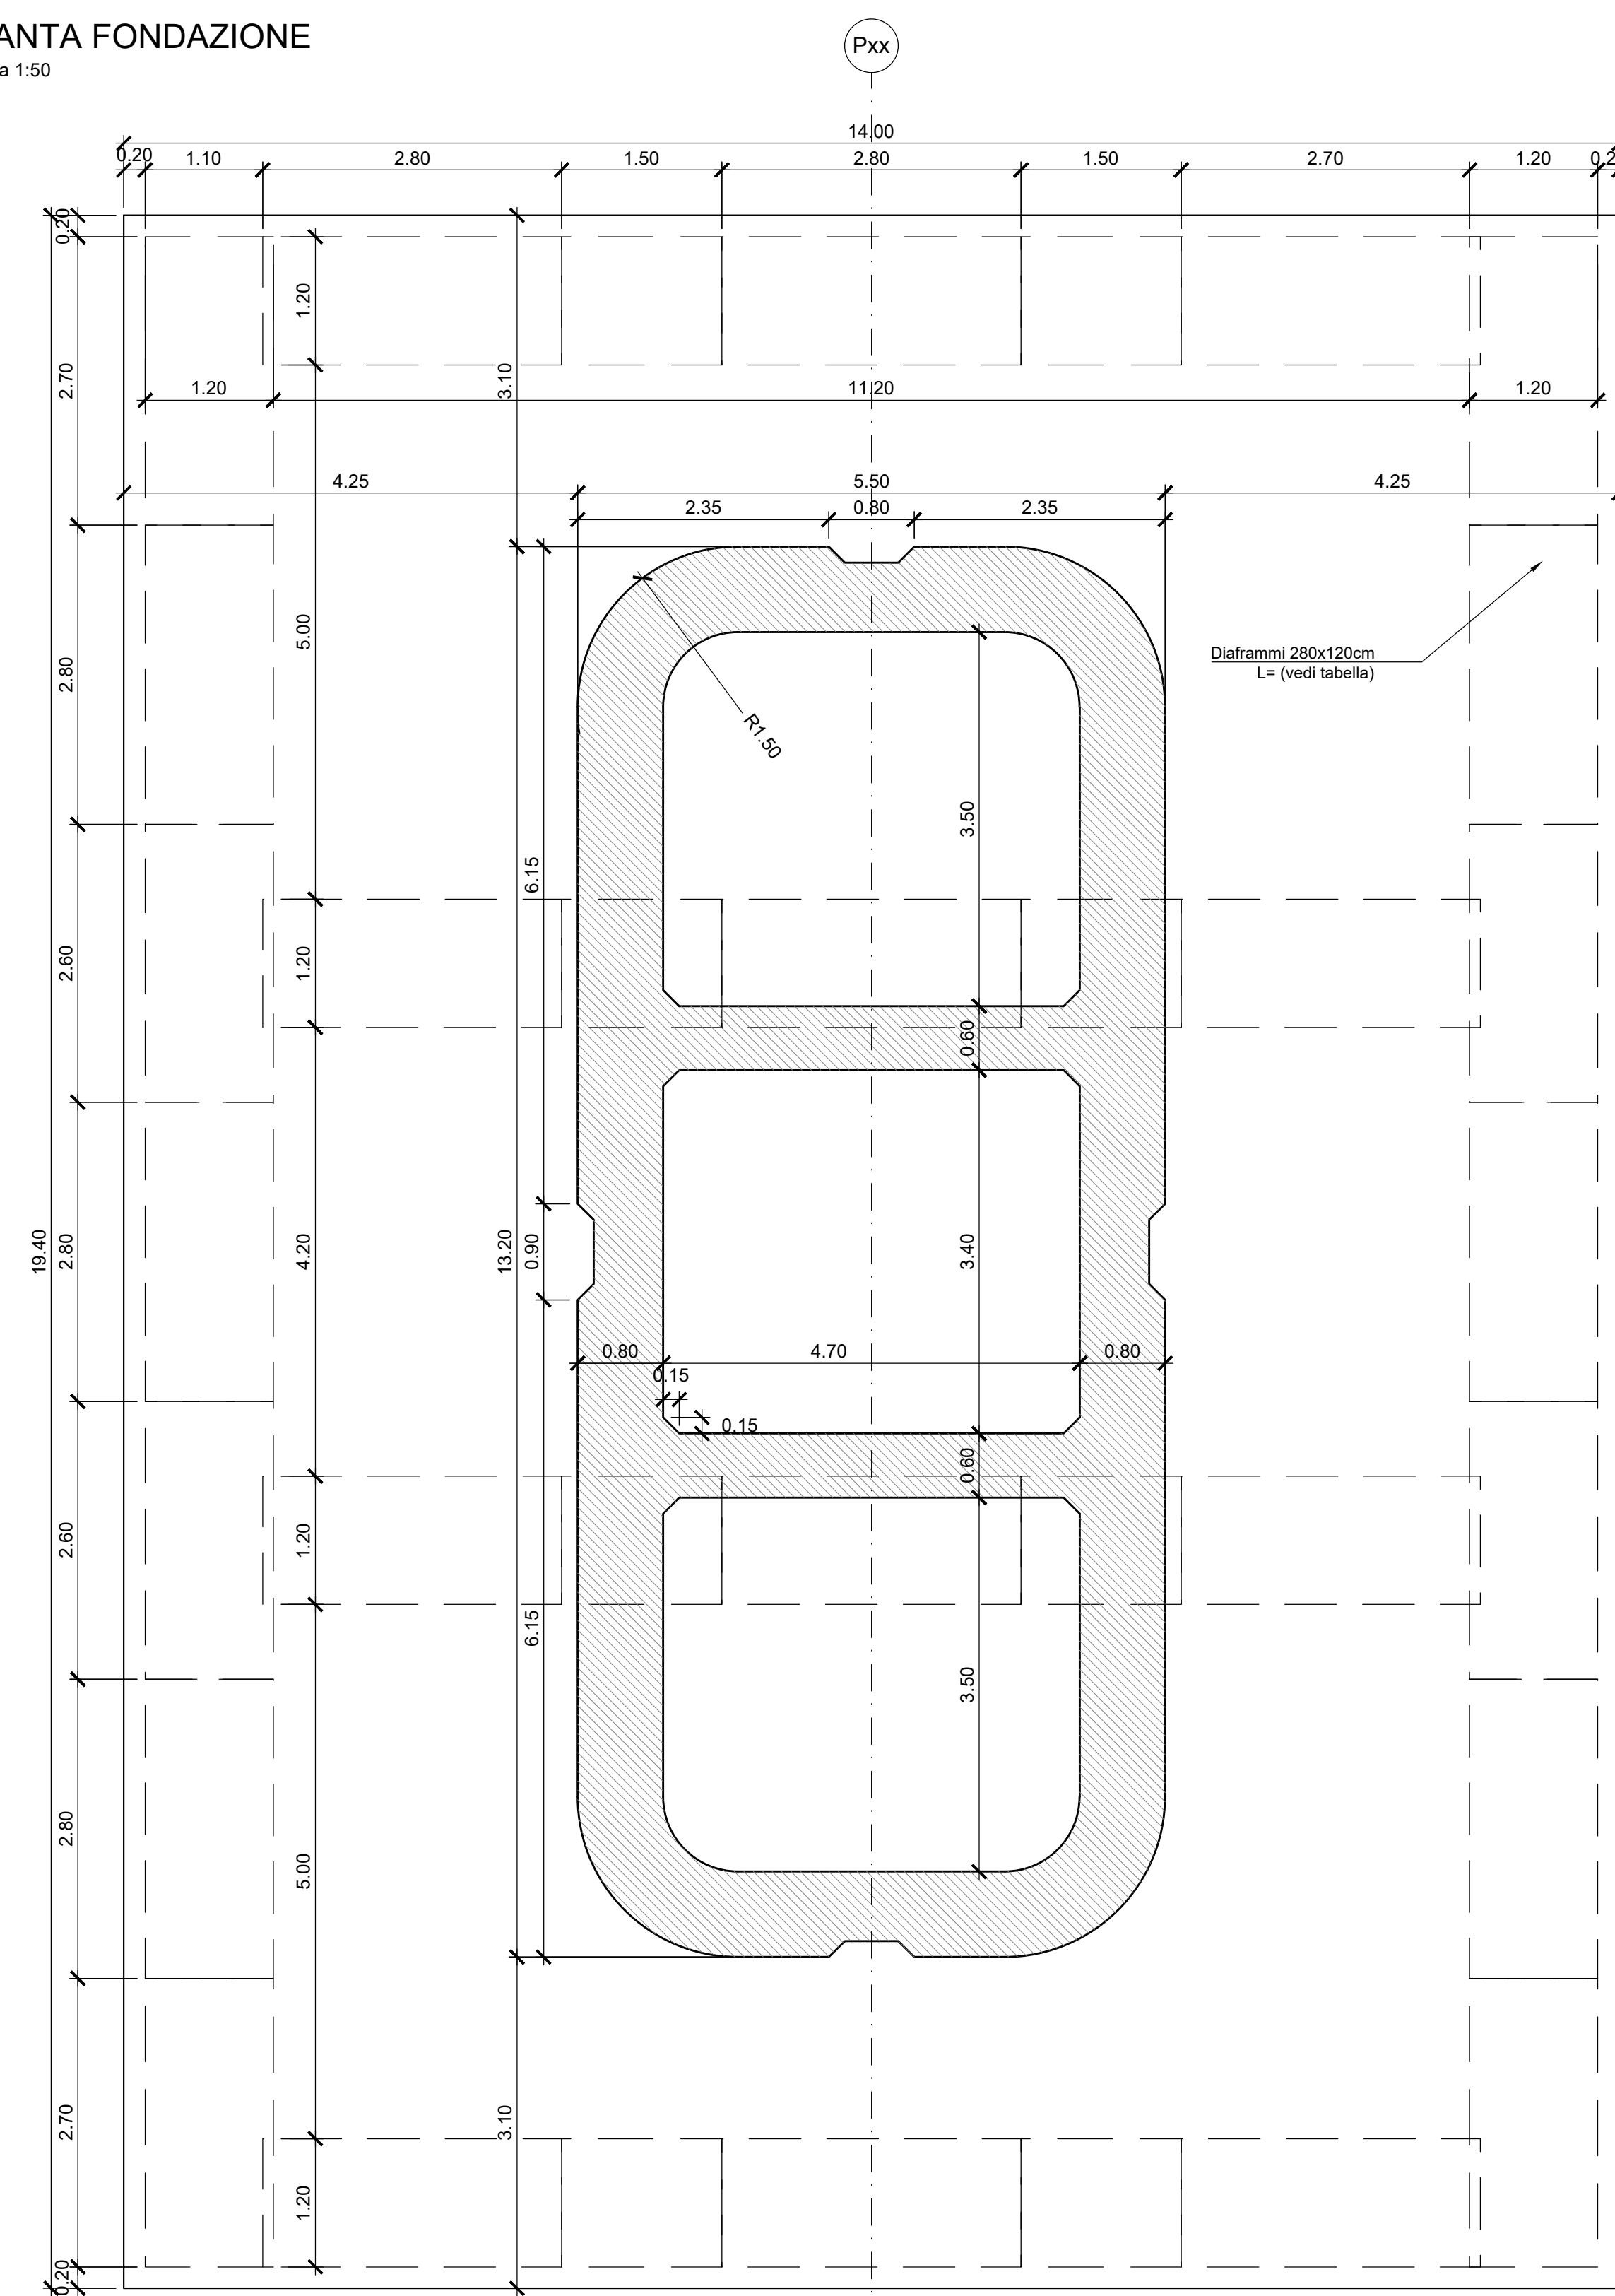 ANTA FONDAZIONE
a 1:50
Pxx
14.00
0.20 1.10 2.80 1.50 2.80 1.50 2.70 1.20 0.2
0.20
1.20
2.70
3.10
1.20 11.20 1.20
4.25 5.50 4.25
2.35 0.80 2.35
5.00
2.80
Diaframmi 280x120cm
L= (vedi tabella)
R1.50
3.50
6.15
2.60
1.20
0.60
19.40
2.80
4.20
13.20
0.90
3.40
0.80 4.70 0.80
0.15
0.15
0.60
2.60
1.20
6.15
3.50
2.80
5.00
2.70
3.10
1.20
0.20